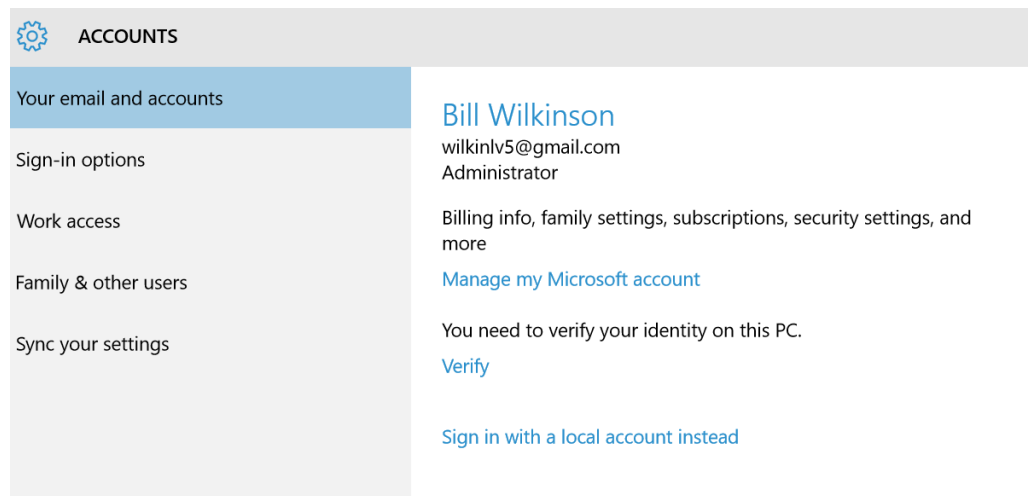 ACCOUNTS
Your email and accounts
Sign-in options
Work access
Family & other users
Sync your settings
Bill Wilkinson
wilkinlv5@gmail.com
Administrator
Billing info, family settings, subscriptions, security settings, and
more
Manage my Microsoft account
You need to verify your identity on this PC.
Verify
Sign in with a local account instead